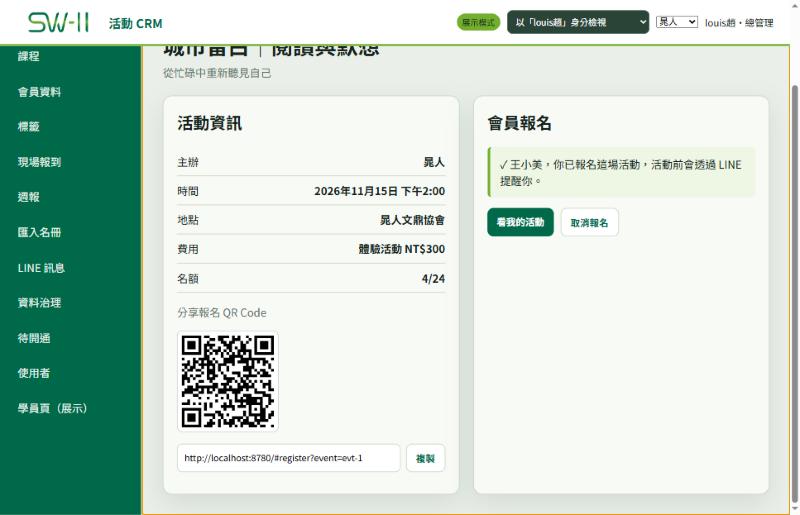 SW-II 活動 CRM
展示模式
以「louis趙」身分檢視
晁人
louis趙・總管理
課程
會員資料
標籤
現場報到
週報
匯入名冊
LINE 訊息
資料治理
待開通
使用者
學員頁（展示）
城市留白｜閱讀與默想
從忙碌中重新聽見自己
活動資訊
主辦 晁人
時間 2026年11月15日 下午2:00
地點 晁人文鼎協會
費用 體驗活動 NT$300
名額 4/24
分享報名 QR Code
http://localhost:8780/#register?event=evt-1
複製
會員報名
✓ 王小美，你已報名這場活動，活動前會透過 LINE
提醒你。
看我的活動
取消報名